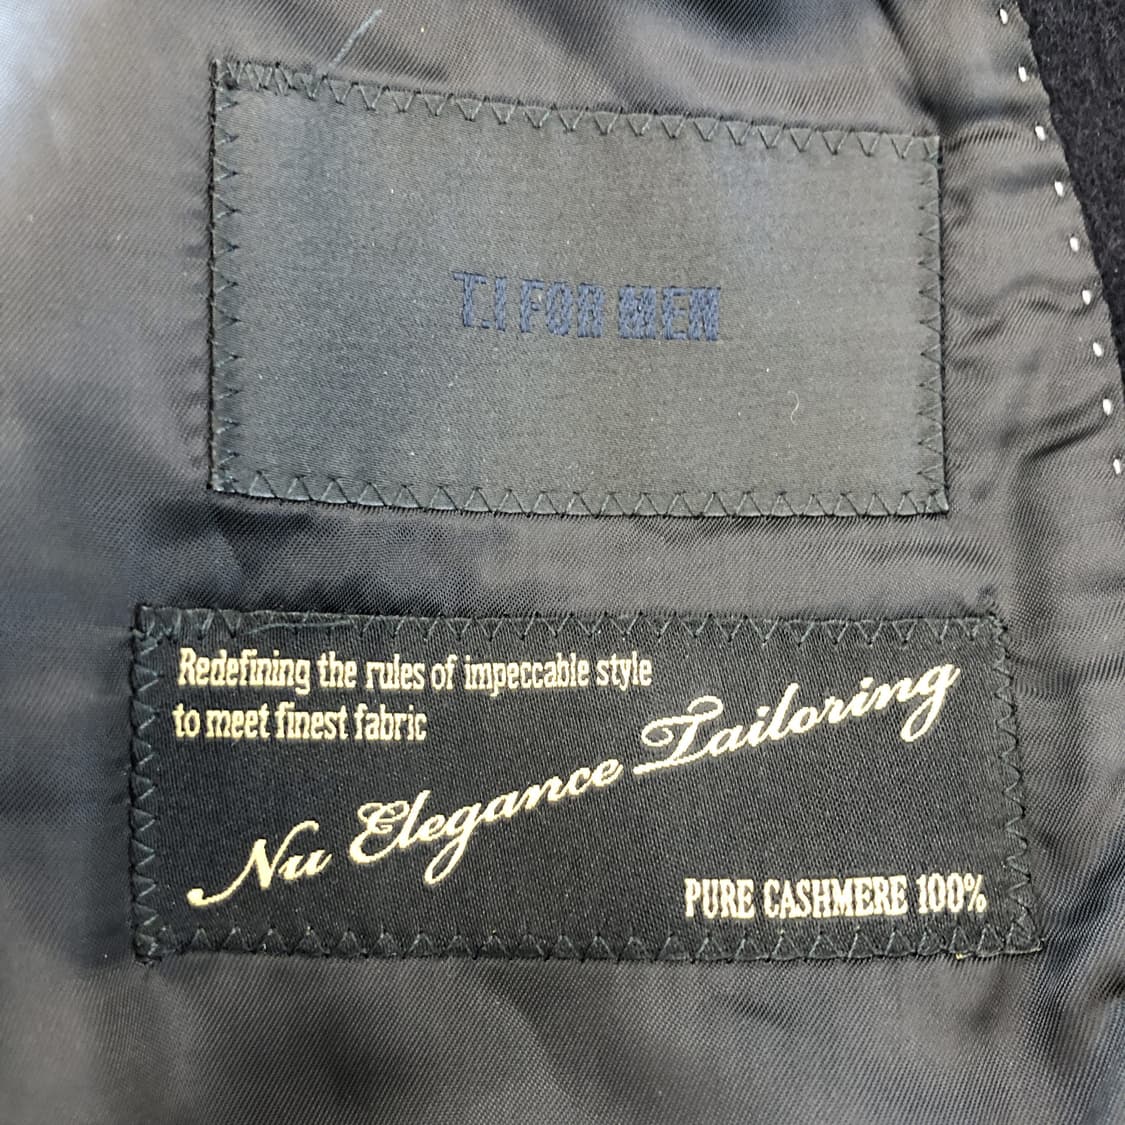 T.I FOR MEN
Redefining the rules of impeccable style
to meet finest fabric
Nu Elegance Tailoring
PURE CASHMERE 100%